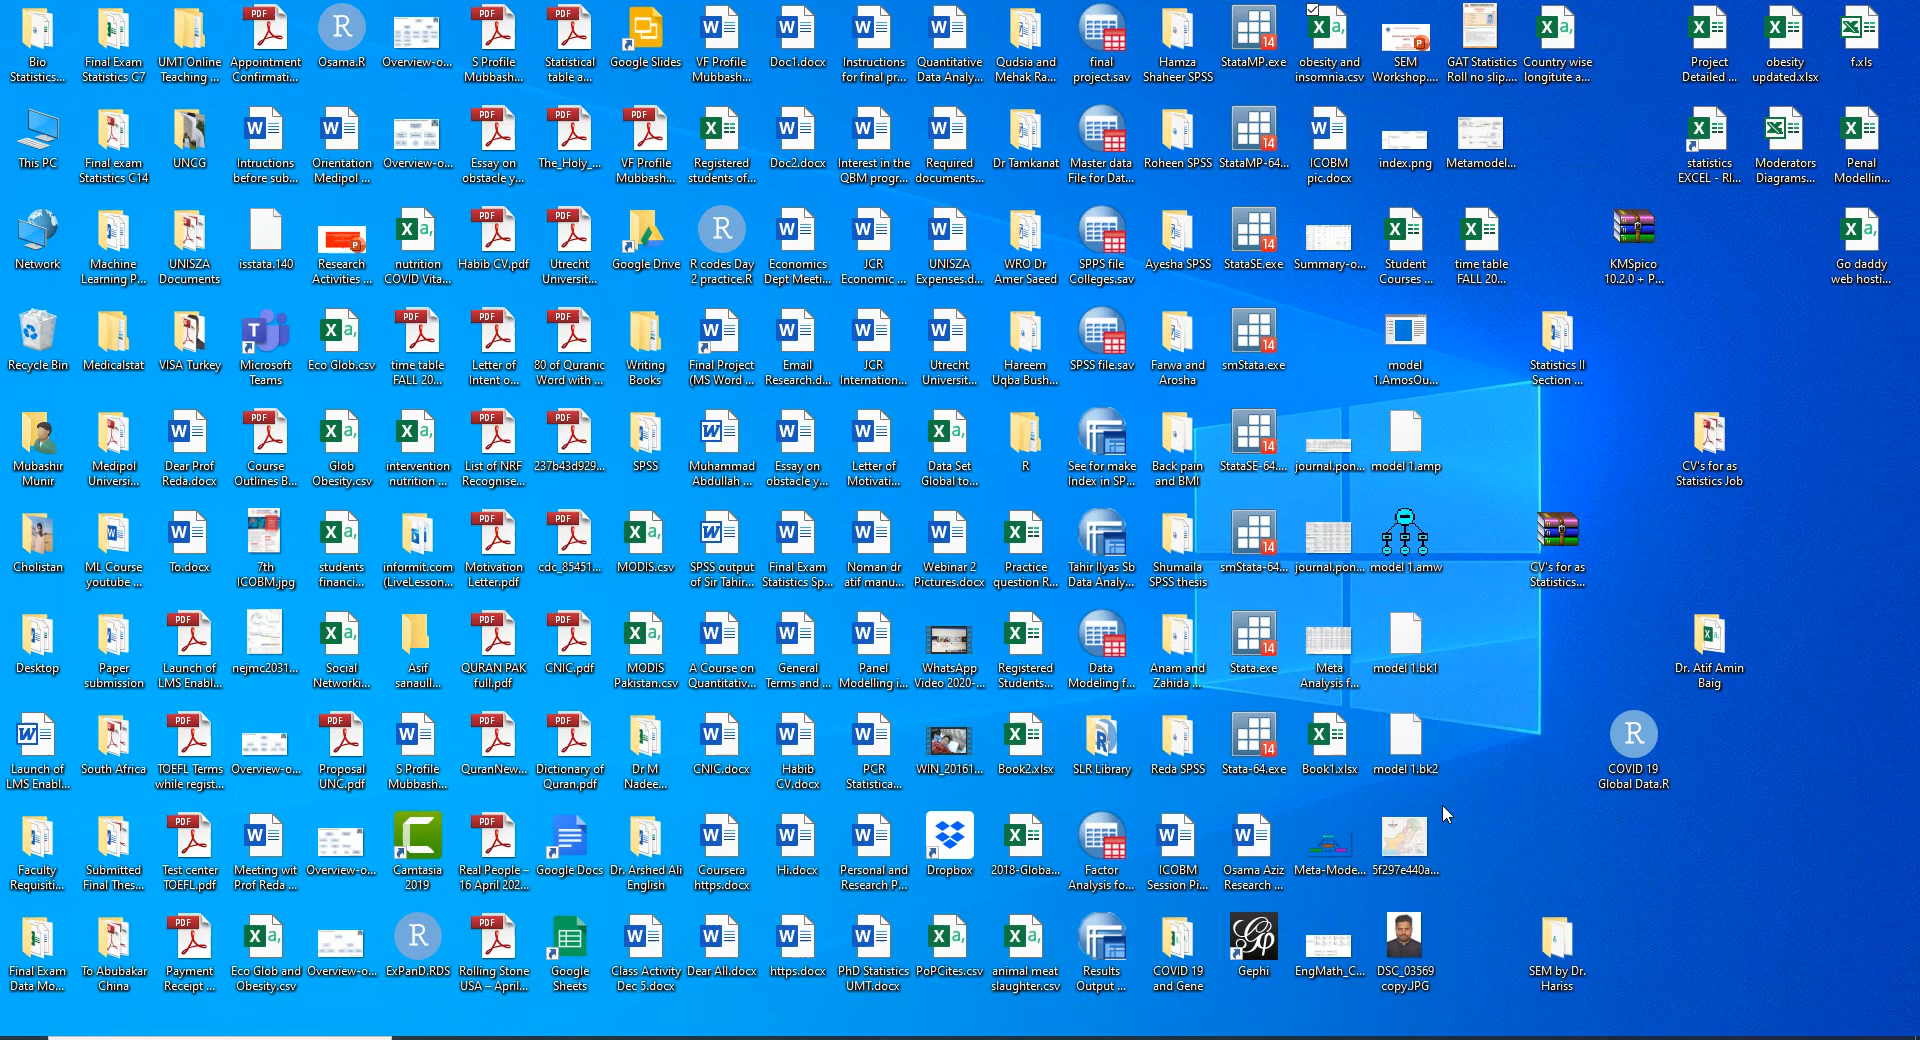 Bio
Statistics...
Final Exam
Statistics C7
UMT Online
Teaching ...
Appointment
Confirmati...
Osama.R
Overview-o...
S Profile
Mubbash...
Statistical
table a...
Google Slides
VF Profile
Mubbash...
Doc1.docx
Instructions
for final pr...
Quantitative
Data Analy...
Qudsia and
Mehak Ra...
final
project.sav
Hamza
Shaheer SPSS
StataMP.exe
obesity and
insomnia.csv
SEM
Workshop....
GAT Statistics
Roll no slip....
Country wise
longitute a...
Project
Detailed ...
obesity
updated.xlsx
f.xls
This PC
Final exam
Statistics C14
UNCG
Intructions
before sub...
Orientation
Medipol ...
Overview-o...
Essay on
obstacle y...
The_Holy_...
VF Profile
Mubbash...
Registered
students of...
Doc2.docx
Interest in the
QBM progr...
Required
documents...
Dr Tamkanat
Master data
File for Dat...
Roheen SPSS
StataMP-64...
ICOBM
pic.docx
index.png
Metamodel...
statistics
EXCEL - RI...
Moderators
Diagrams...
Penal
Modellin...
Network
Machine
Learning P...
UNISZA
Documents
isstata.140
Research
Activities ...
nutrition
COVID Vita...
Habib CV.pdf
Utrecht
Universit...
Google Drive
R codes Day
2 practice.R
Economics
Dept Meeti...
JCR
Economic ...
UNISZA
Expenses.d...
WRO Dr
Amer Saeed
SPPS file
Colleges.sav
Ayesha SPSS
StataSE.exe
Summary-o...
Student
Courses ...
time table
FALL 20...
KMSpico
10.2.0 + P...
Go daddy
web hosti...
Recycle Bin
Medicalstat
VISA Turkey
Microsoft
Teams
Eco Glob.csv
time table
FALL 20...
Letter of
Intent o...
80 of Quranic
Word with ...
Writing
Books
Final Project
(MS Word ...
Email
Research.d...
JCR
Internation...
Utrecht
Universit...
Hareem
Uqba Bush...
SPSS file.sav
Farwa and
Arosha
smStata.exe
model
1.AmosOu...
Statistics II
Section ...
Mubashir
Munir
Medipol
Universi...
Dear Prof
Reda.docx
Course
Outlines B...
Glob
Obesity.csv
intervention
nutrition ...
List of NRF
Recognise...
237b43d929...
SPSS
Muhammad
Abdullah ...
Essay on
obstacle y...
Letter of
Motivati...
Data Set
Global to...
R
See for make
Index in SP...
Back pain
and BMI
StataSE-64....
journal.pon...
model 1.amp
CV's for as
Statistics Job
Cholistan
ML Course
youtube ...
To.docx
7th
ICOBM.jpg
students
financi...
informit.com
(LiveLesson...
Motivation
Letter.pdf
cdc_85451...
MODIS.csv
SPSS output
of Sir Tahir...
Final Exam
Statistics Sp...
Noman dr
atif manu...
Webinar 2
Pictures.docx
Practice
question R...
Tahir Ilyas Sb
Data Analy...
Shumaila
SPSS thesis
smStata-64...
journal.pon...
model 1.amw
CV's for as
Statistics...
Desktop
Paper
submission
Launch of
LMS Enabl...
nejmc2031...
Social
Networki...
Asif
sanaull...
QURAN PAK
full.pdf
CNIC.pdf
MODIS
Pakistan.csv
A Course on
Quantitativ...
General
Terms and ...
Panel
Modelling i...
WhatsApp
Video 2020-...
Registered
Students...
Data
Modeling f...
Anam and
Zahida ...
Stata.exe
Meta
Analysis f...
model 1.bk1
Dr. Atif Amin
Baig
Launch of
LMS Enabl...
South Africa
TOEFL Terms
while regist...
Overview-o...
Proposal
UNC.pdf
S Profile
Mubbash...
QuranNew...
Dictionary of
Quran.pdf
Dr M
Nadee...
CNIC.docx
Habib
CV.docx
PCR
Statistica...
WIN_20161...
Book2.xlsx
SLR Library
Reda SPSS
Stata-64.exe
Book1.xlsx
model 1.bk2
COVID 19
Global Data.R
Faculty
Requisiti...
Submitted
Final Thes...
Test center
TOEFL.pdf
Meeting wit
Prof Reda ...
Overview-o...
Camtasia
2019
Real People –
16 April 202...
Google Docs
Dr. Arshed Ali
English
Coursera
https.docx
Hi.docx
Personal and
Research P...
Dropbox
2018-Globa...
Factor
Analysis fo...
ICOBM
Session Pi...
Osama Aziz
Research ...
Meta-Mode...
5f297e440a...
Final Exam
Data Mo...
To Abubakar
China
Payment
Receipt ...
Eco Glob and
Obesity.csv
Overview-o...
ExPanD.RDS
Rolling Stone
USA – April...
Google
Sheets
Class Activity
Dec 5.docx
Dear All.docx
https.docx
PhD Statistics
UMT.docx
PoPCites.csv
animal meat
slaughter.csv
Results
Output ...
COVID 19
and Gene
Gephi
EngMath_C...
DSC_03569
copy.JPG
SEM by Dr.
Hariss